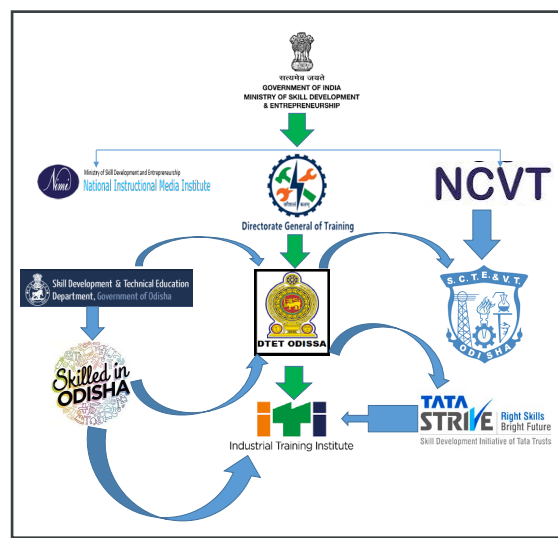 सत्यमेव जयते
GOVERNMENT OF INDIA
MINISTRY OF SKILL DEVELOPMENT
& ENTREPRENEURSHIP
Nimi
Ministry of Skill Development and Entrepreneurship
National Instructional Media Institute
Directorate General of Training
NCVT
Skill Development & Technical Education
Department, Government of Odisha
DTET ODISSA
S.C.T.E.& V.T.
ODISHA
Skilled in
ODISHA
iTi
Industrial Training Institute
TATA
STRIVE
Right Skills
Bright Future
Skill Development Initiative of Tata Trusts